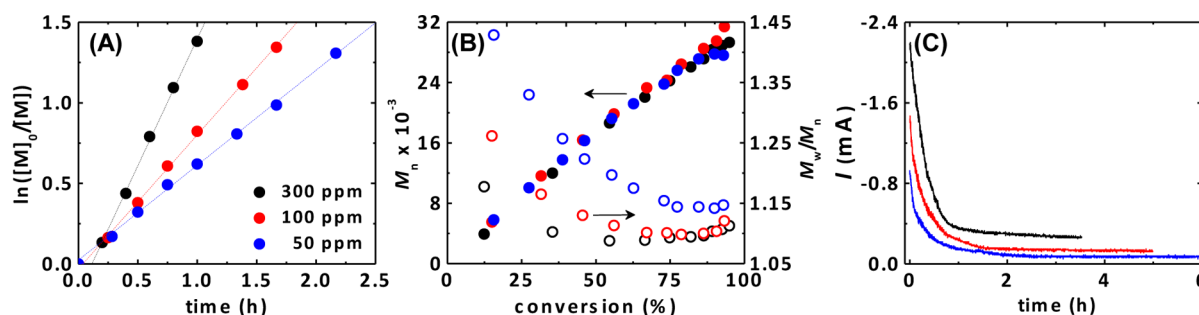 (A)
ln([M]0/[M])
1.5
1.0
0.5
0.0
300 ppm
100 ppm
50 ppm
0.0 0.5 1.0 1.5 2.0 2.5
time (h)
(B)
Mn x 10-3
32
24
16
8
0
1.45
1.35
1.25
1.15
1.05
Mw/Mn
0 25 50 75 100
conversion (%)
(C)
I (mA)
-2.4
-1.6
-0.8
0.0
0 2 4 6
time (h)